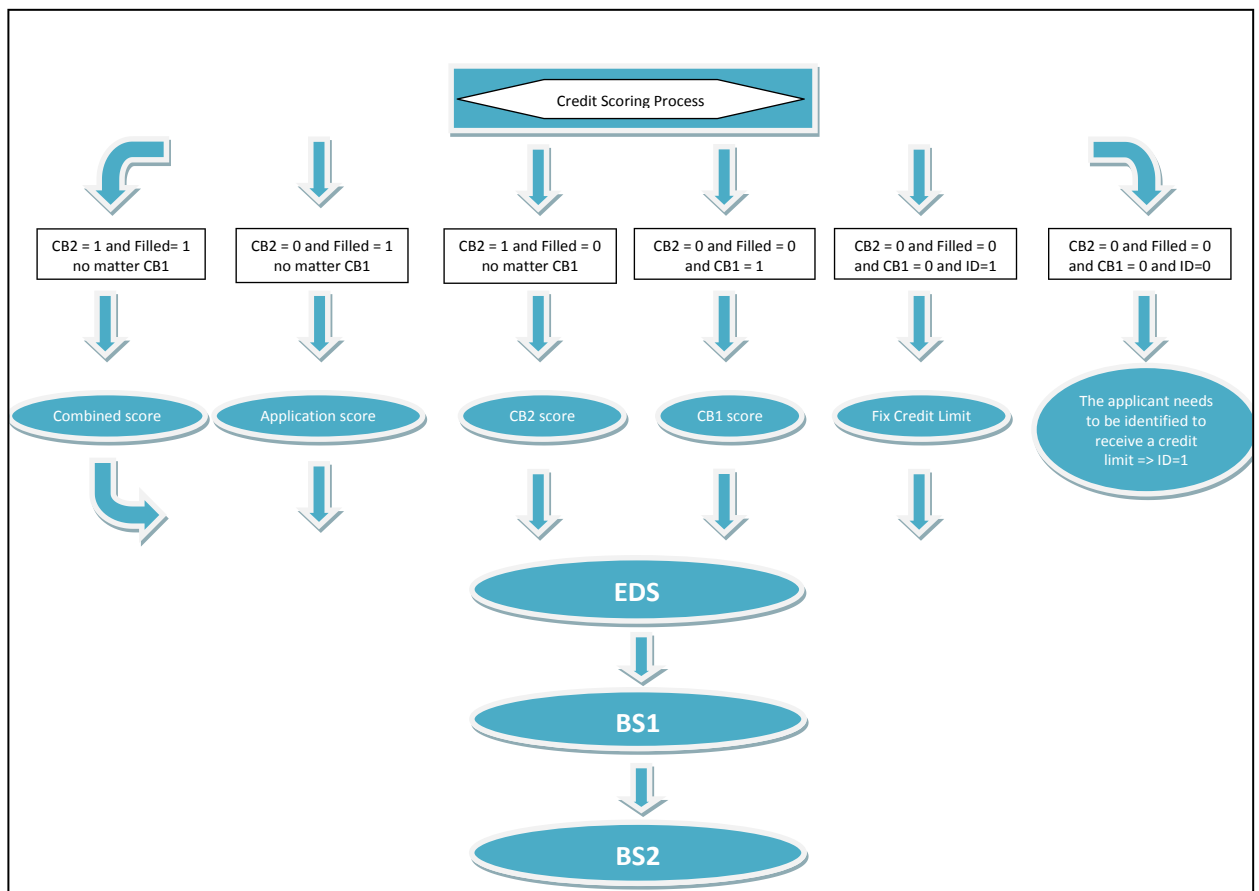 Credit Scoring Process
CB2 = 1 and Filled= 1
no matter CB1
CB2 = 0 and Filled = 1
no matter CB1
CB2 = 1 and Filled = 0
no matter CB1
CB2 = 0 and Filled = 0
and CB1 = 1
CB2 = 0 and Filled = 0
and CB1 = 0 and ID=1
CB2 = 0 and Filled = 0
and CB1 = 0 and ID=0
Combined score
Application score
CB2 score
CB1 score
Fix Credit Limit
The applicant needs
to be identified to
receive a credit
limit => ID=1
EDS
BS1
BS2